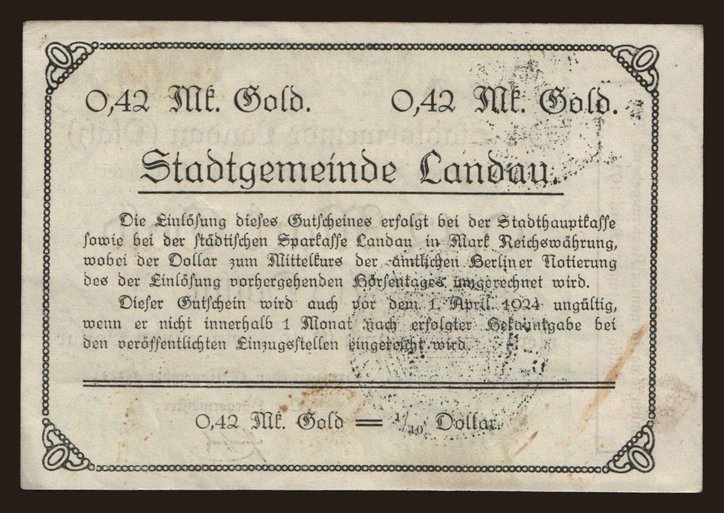 0,42 Mk. Gold. 0,42 Mk. Gold.
Stadtgemeinde Landau.
Die Einlösung dieses Gutscheines erfolgt bei der Stadthauptkasse
sowie bei der städtischen Sparkasse Landau in Mark Reichswährung,
wobei der Dollar zum Mittelkurs der amtlichen Berliner Notierung
des der Einlösung vorhergehenden Börsentages umgerechnet wird.
Dieser Gutschein wird auch vor dem 1. April 1924 ungültig,
wenn er nicht innerhalb 1 Monat nach erfolgter Bekanntgabe bei
den veröffentlichten Einzugsstellen eingereicht wird.
0,42 Mk. Gold = 1/10 Dollar.